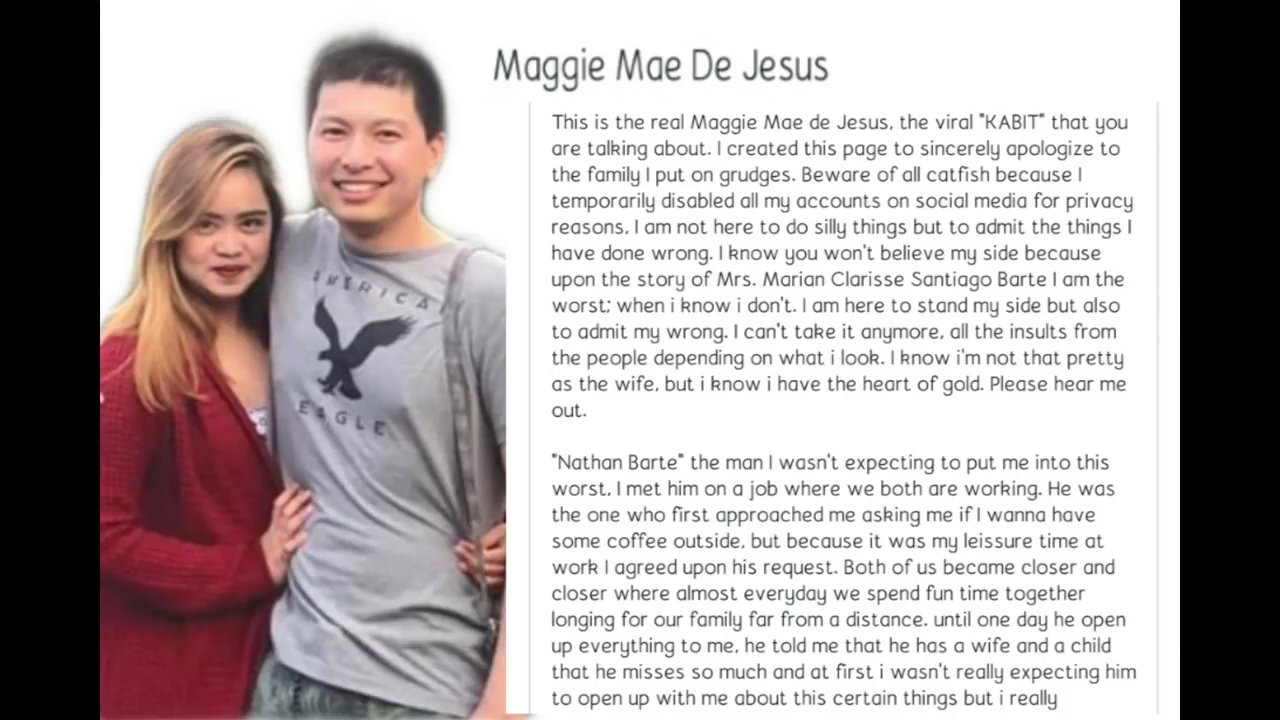 Maggie Mae De Jesus
This is the real Maggie Mae de Jesus, the viral "KABIT" that you
are talking about. I created this page to sincerely apologize to
the family I put on grudges. Beware of all catfish because I
temporarily disabled all my accounts on social media for privacy
reasons, I am not here to do silly things but to admit the things I
have done wrong. I know you won't believe my side because
upon the story of Mrs. Marian Clarisse Santiago Barte I am the
worst; when i know i don't. I am here to stand my side but also
to admit my wrong. I can't take it anymore, all the insults from
the people depending on what i look. I know i'm not that pretty
as the wife, but i know i have the heart of gold. Please hear me
out.
"Nathan Barte" the man I wasn't expecting to put me into this
worst, I met him on a job where we both are working. He was
the one who first approached me asking me if I wanna have
some coffee outside, but because it was my leissure time at
work I agreed upon his request. Both of us became closer and
closer where almost everyday we spend fun time together
longing for our family far from a distance. until one day he open
up everything to me, he told me that he has a wife and a child
that he misses so much and at first i wasn't really expecting him
to open up with me about this certain things but i really
AMERICA
EAGLE